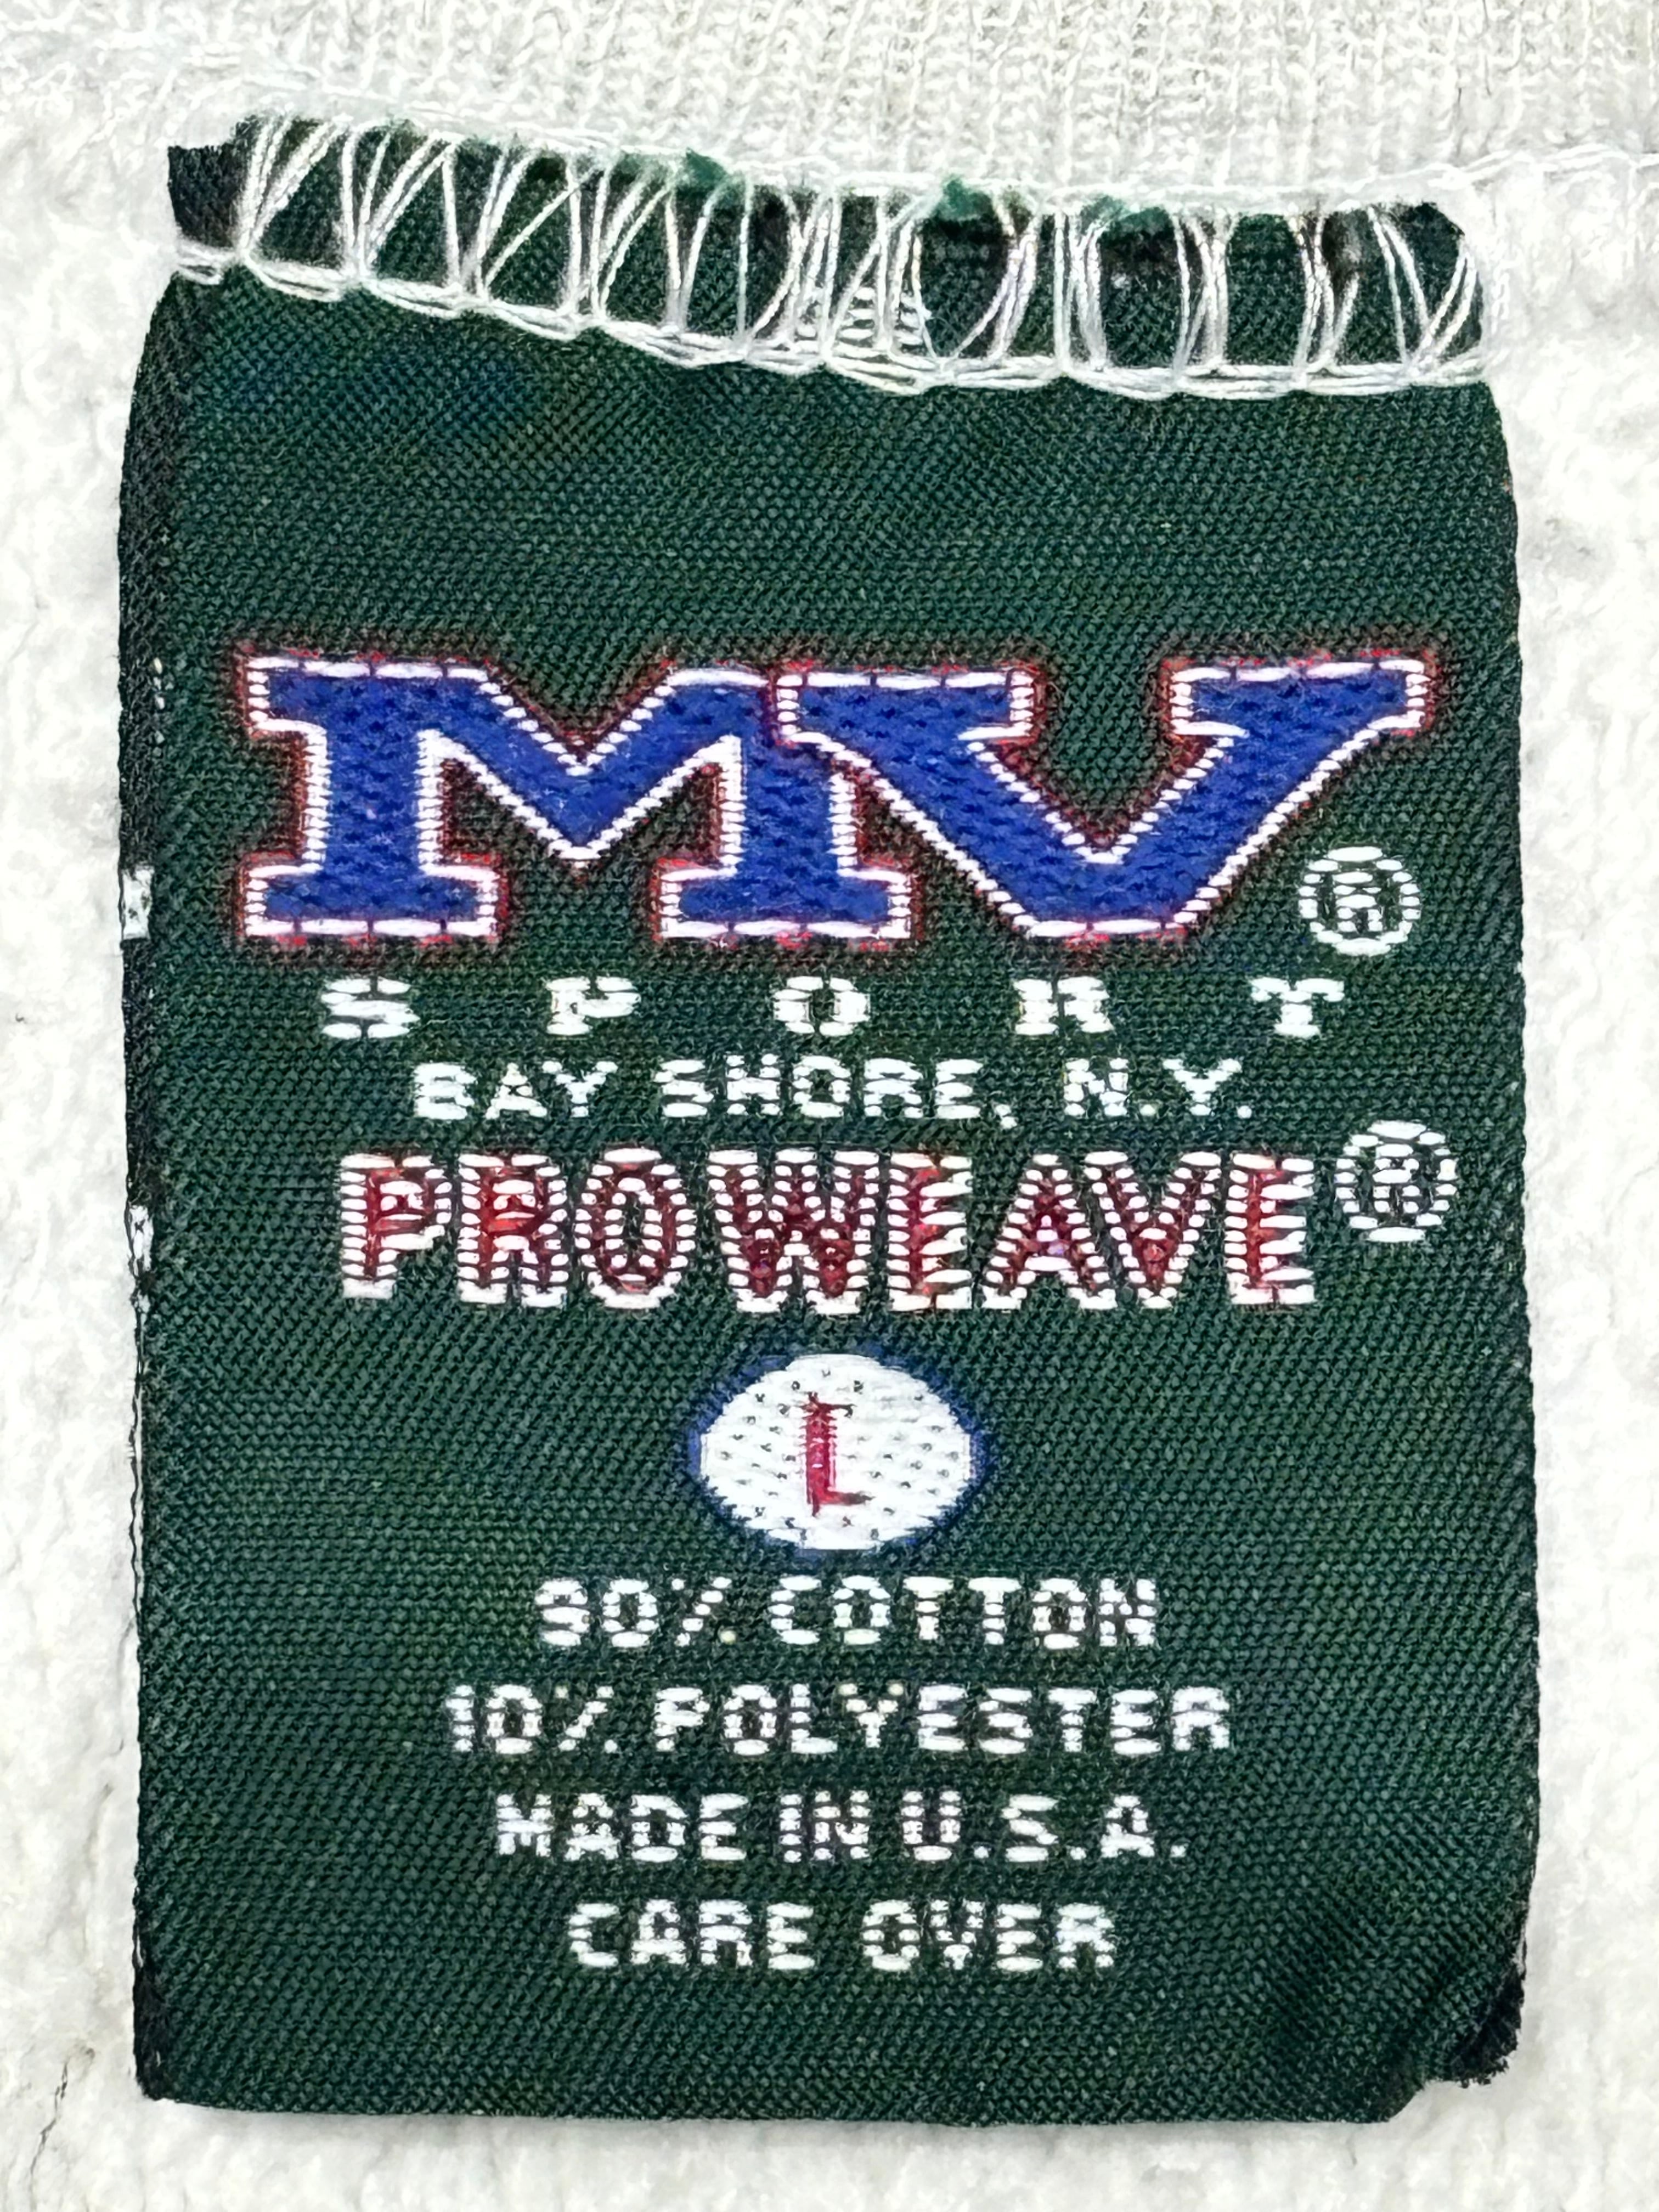 MV®
SPORT
BAY SHORE, N.Y.
PROWEAVE®
L
90% COTTON
10% POLYESTER
MADE IN U.S.A.
CARE OVER